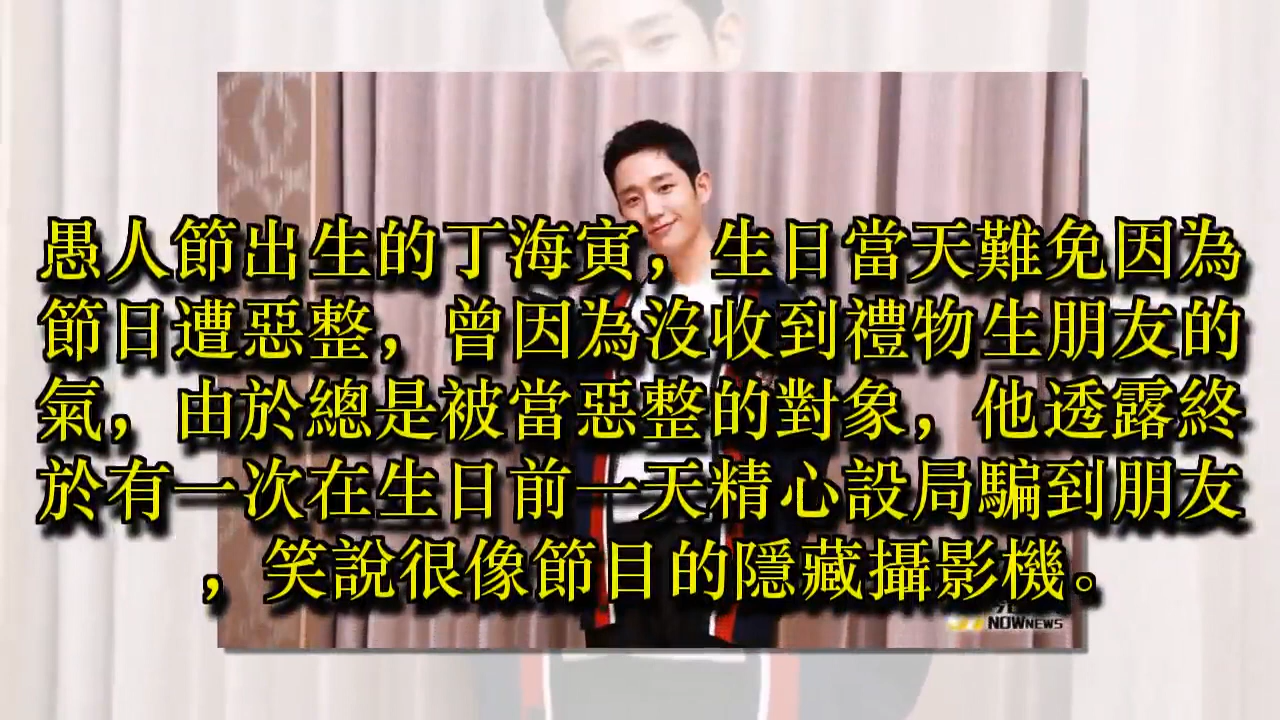 愚人節出生的丁海寅，生日當天難免因為
節日遭惡整，曾因為沒收到禮物生朋友的
氣，由於總是被當惡整的對象，他透露終
於有一次在生日前一天精心設局騙到朋友
，笑說很像節目的隱藏攝影機。
NOWNEWS